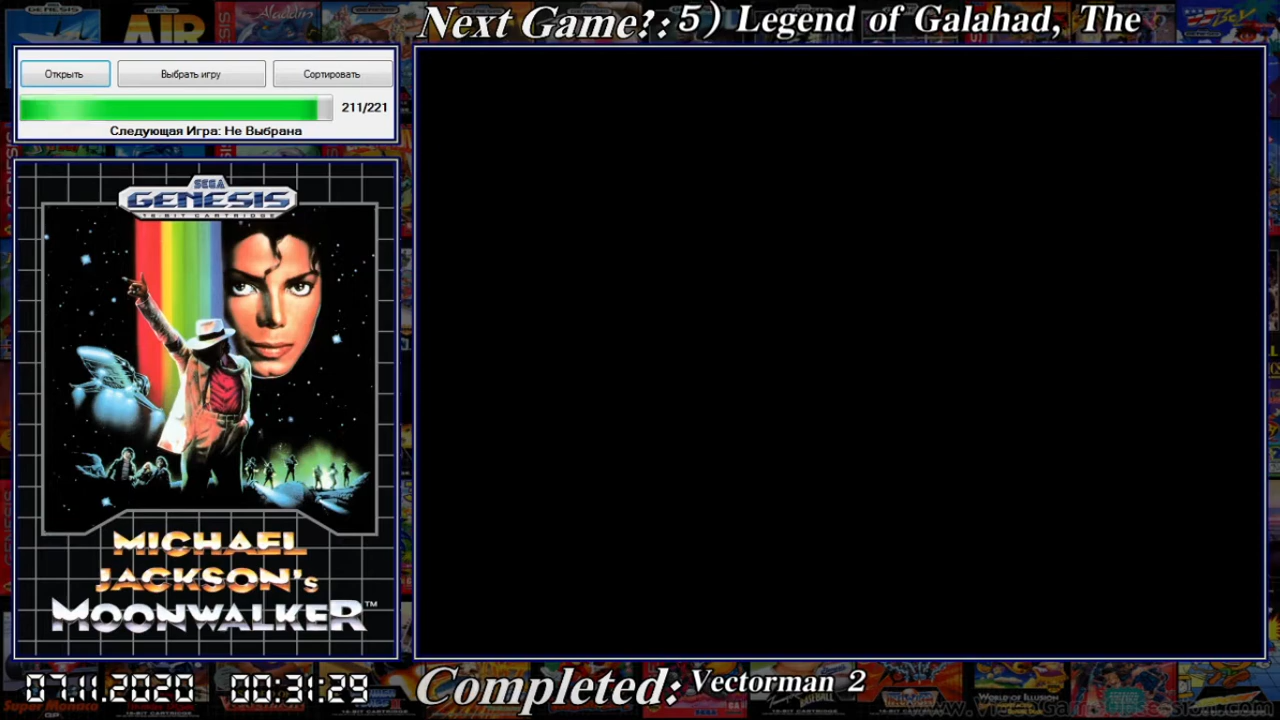 Next Game?: 5) Legend of Galahad, The
Открыть
Выбрать игру
Сортировать
211/221
Следующая Игра: Не Выбрана
SEGA
GENESIS
16-BIT CARTRIDGE
MICHAEL
JACKSON's
MOONWALKER™
07.11.2020 00:31:29
Completed: Vectorman 2